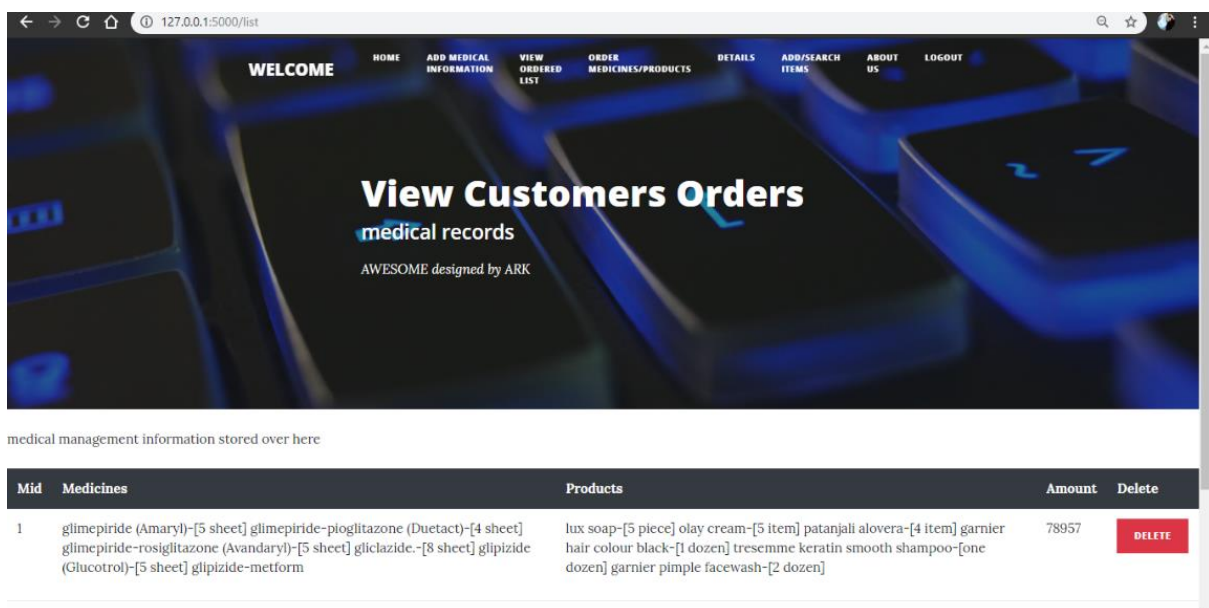 127.0.0.1:5000/list
WELCOME
HOME
ADD MEDICAL
INFORMATION
VIEW
ORDERED
LIST
ORDER
MEDICINES/PRODUCTS
DETAILS
ADD/SEARCH
ITEMS
ABOUT
US
LOGOUT
View Customers Orders
medical records
AWESOME designed by ARK
medical management information stored over here
Mid Medicines Products Amount Delete
1
glimepiride (Amaryl)-[5 sheet] glimepiride-pioglitazone (Duetact)-[4 sheet]
glimepiride-rosiglitazone (Avandaryl)-[5 sheet] gliclazide.-[8 sheet] glipizide
(Glucotrol)-[5 sheet] glipizide-metform
lux soap-[5 piece] olay cream-[5 item] patanjali alovera-[4 item] garnier
hair colour black-[1 dozen] tresemme keratin smooth shampoo-[one
dozen] garnier pimple facewash-[2 dozen]
78957
DELETE